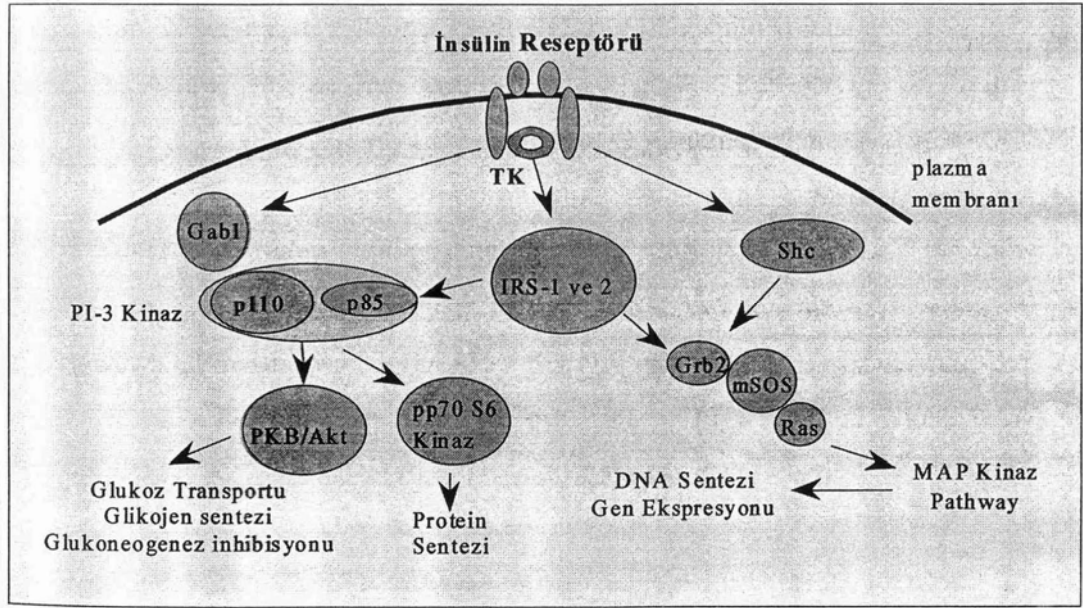 İnsülin Reseptörü
TK
plazma
membranı
Gab1
Shc
IRS-1 ve 2
p110
p85
PI-3 Kinaz
Grb2
mSOS
Ras
pp70 S6
Kinaz
PKB/Akt
MAP Kinaz
Pathway
DNA Sentezi
Gen Ekspresyonu
Glukoz Transportu
Glikojen sentezi
Glukoneogenez inhibisyonu
Protein
Sentezi